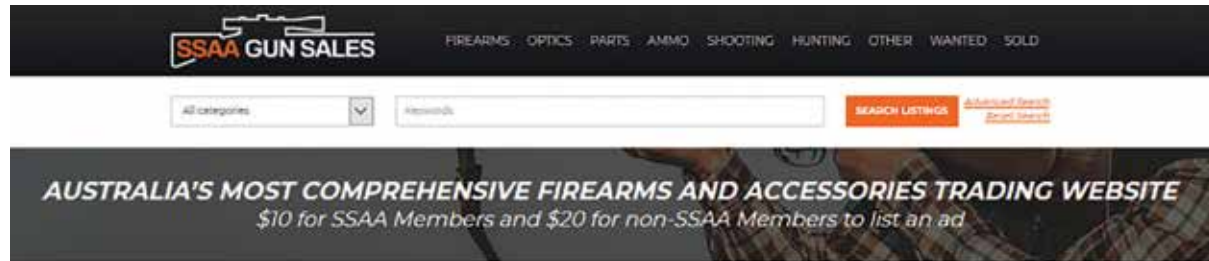 SSAA GUN SALES
FIREARMS OPTICS PARTS AMMO SHOOTING HUNTING OTHER WANTED SOLD
All categories
Keywords
SEARCH LISTINGS
Advanced Search
Reset Search
AUSTRALIA'S MOST COMPREHENSIVE FIREARMS AND ACCESSORIES TRADING WEBSITE
$10 for SSAA Members and $20 for non-SSAA Members to list an ad